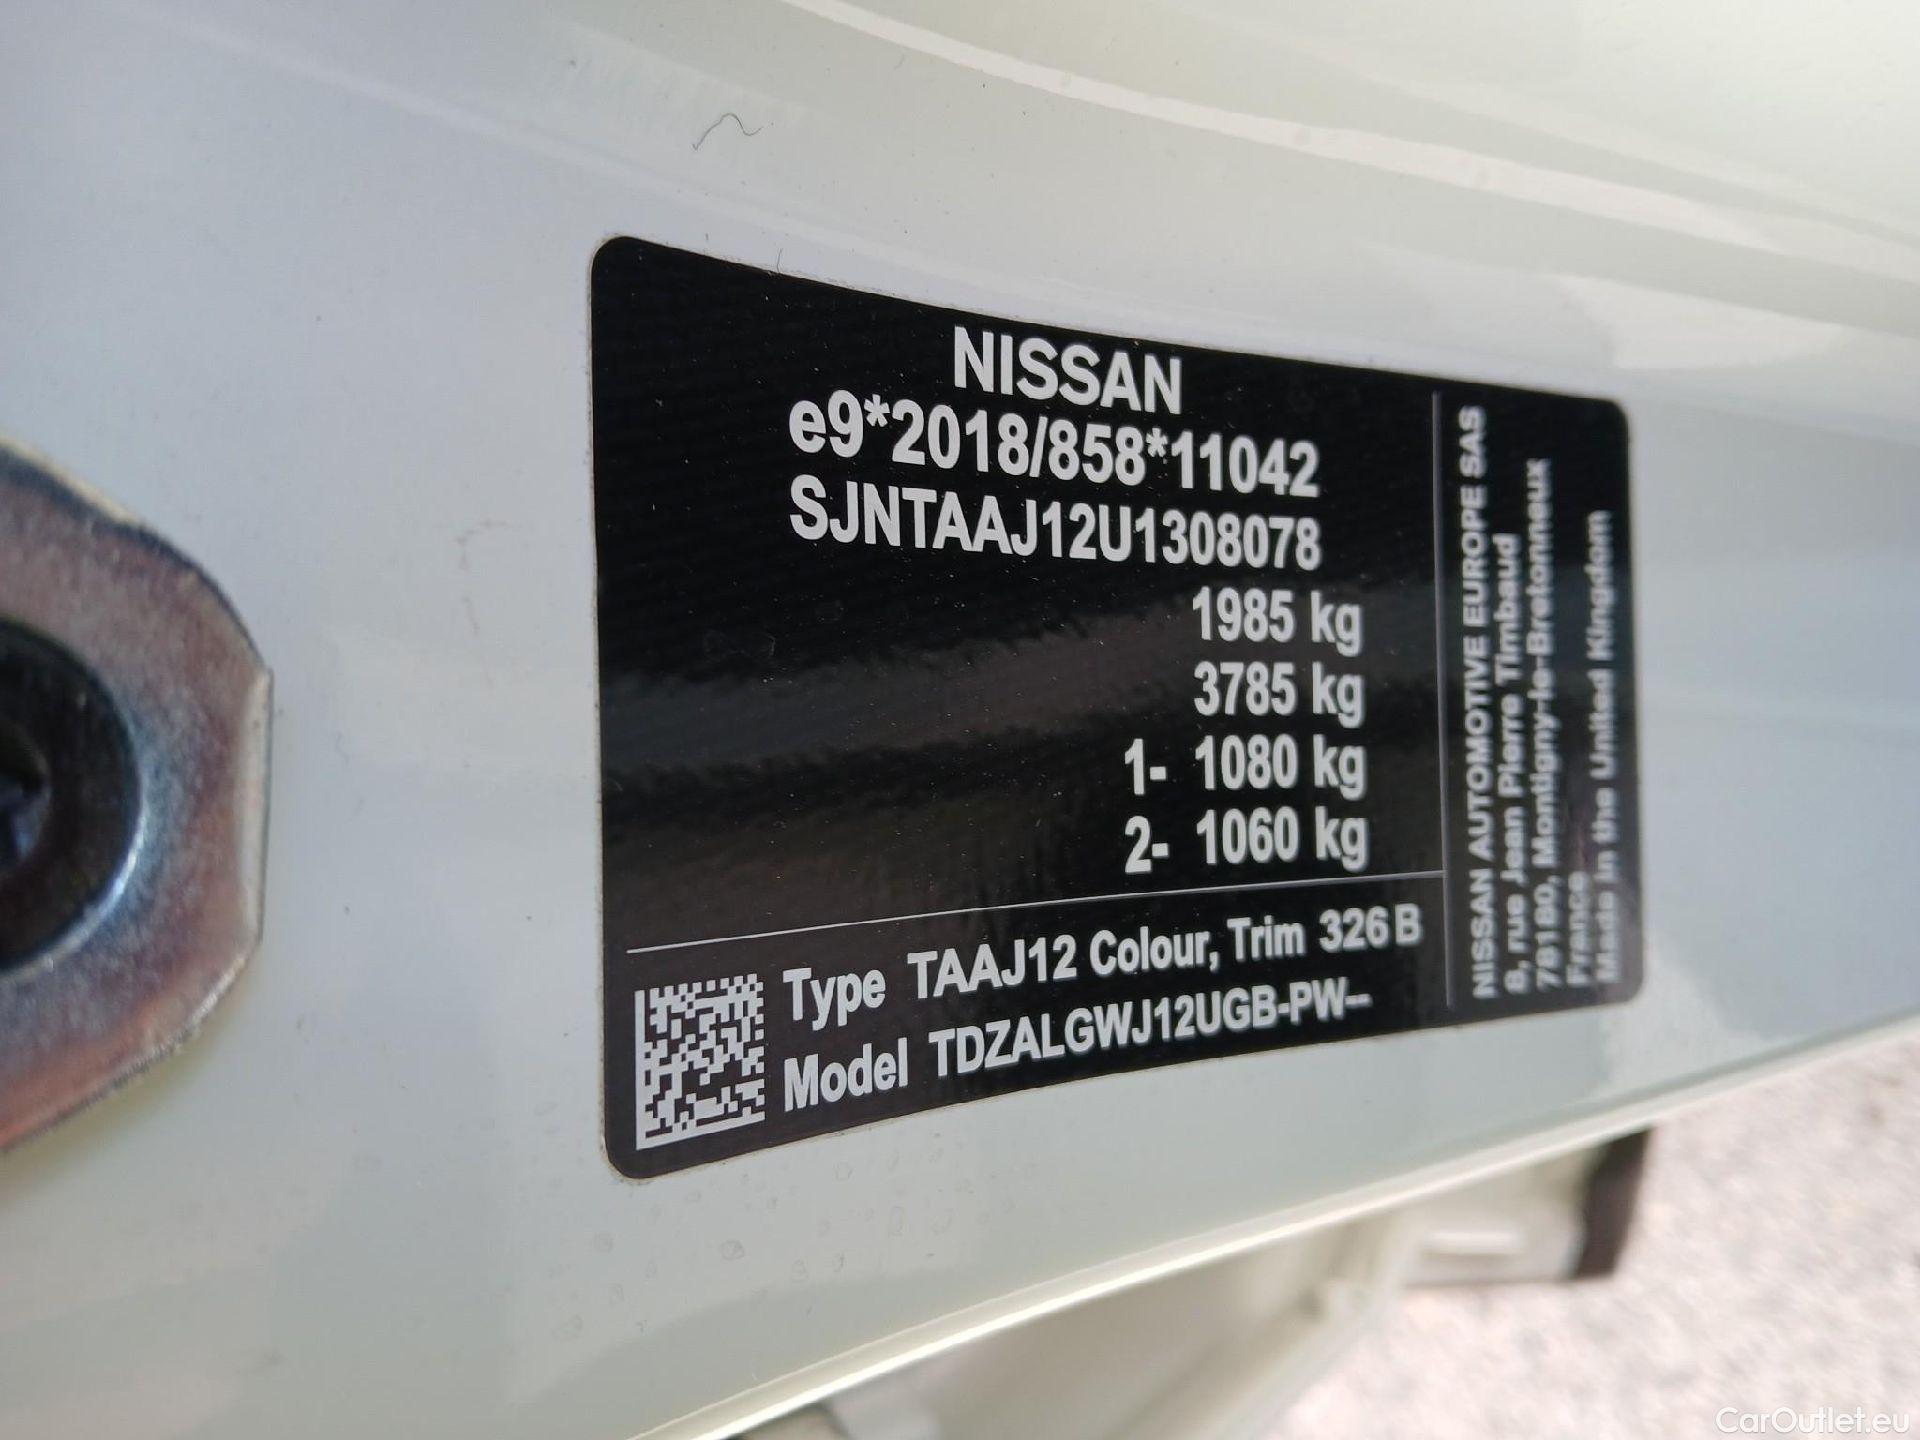 NISSAN
e9*2018/858*11042
SJNTAAJ12U1308078
1985 kg
3785 kg
1- 1080 kg
2- 1060 kg
Type TAAJ12 Colour, Trim 326 B
Model TDZALGWJ12UGB-PW--
NISSAN AUTOMOTIVE EUROPE SAS
8, rue Jean Pierre Timbaud
78180, Montigny-le-Bretonneux
France
Made in the United Kingdom
CarOutlet.eu